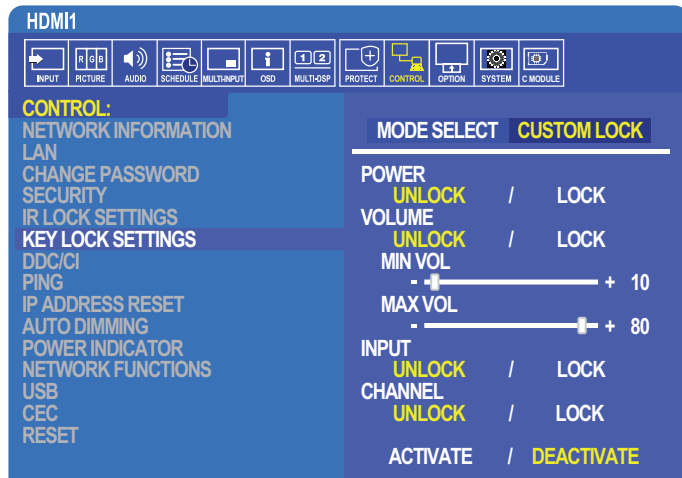 HDMI1
INPUT
RGB
PICTURE
AUDIO
SCHEDULE
MULTI-INPUT
OSD
12
MULTI-DSP
PROTECT
CONTROL
OPTION
SYSTEM
C MODULE
CONTROL:
NETWORK INFORMATION
LAN
CHANGE PASSWORD
SECURITY
IR LOCK SETTINGS
KEY LOCK SETTINGS
DDC/CI
PING
IP ADDRESS RESET
AUTO DIMMING
POWER INDICATOR
NETWORK FUNCTIONS
USB
CEC
RESET
MODE SELECT CUSTOM LOCK
POWER
UNLOCK / LOCK
VOLUME
UNLOCK / LOCK
MIN VOL
- + 10
MAX VOL
- + 80
INPUT
UNLOCK / LOCK
CHANNEL
UNLOCK / LOCK
ACTIVATE / DEACTIVATE